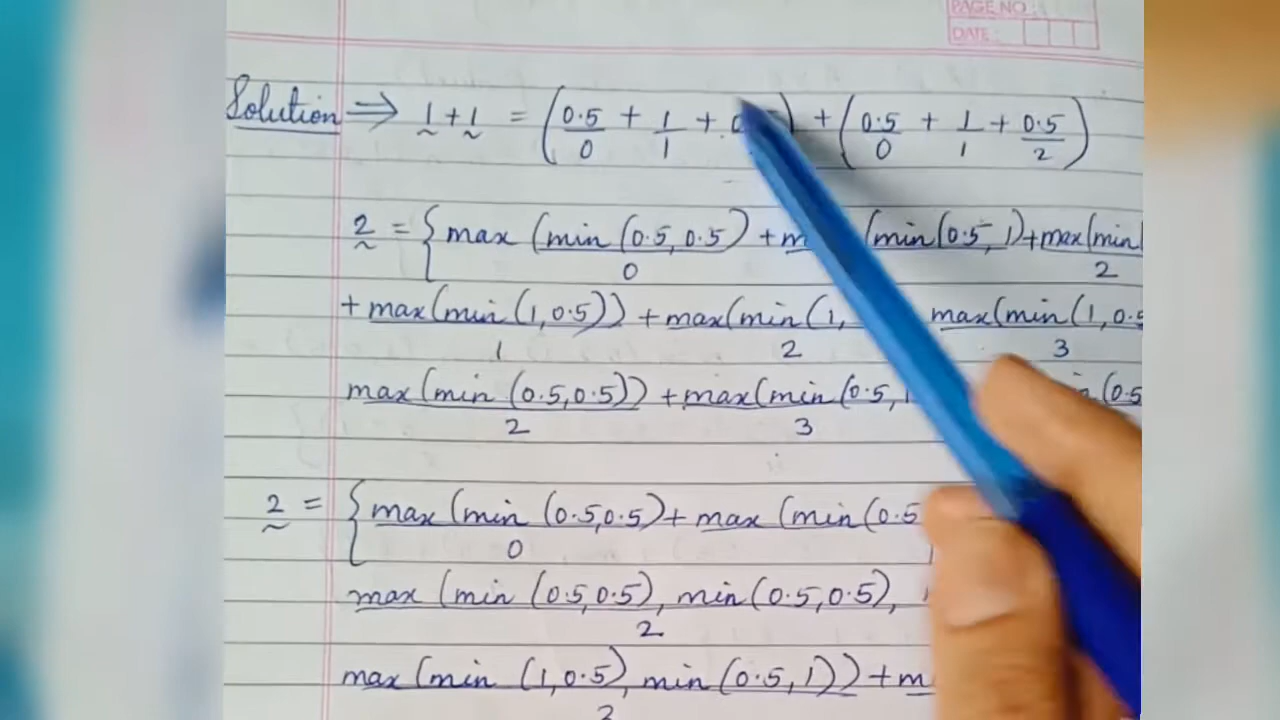 PAGE NO.:
DATE:
Solution ⇒ 1 + 1 = (0.5/0 + 1/1 + 0.5) + (0.5/0 + 1/1 + 0.5/2)
2 = { max (min (0.5, 0.5)/0 + m (min(0.5, 1) + max(min/2
+ max(min (1, 0.5))/1 + max(min (1,/2 max(min (1, 0.5/3
max(min (0.5, 0.5))/2 + max(min (0.5,/3 (0.5
2 = { max (min (0.5, 0.5)/0 + max (min (0.5/1
max (min (0.5, 0.5), min (0.5, 0.5),/2
max (min (1, 0.5), min (0.5, 1))/3 + m